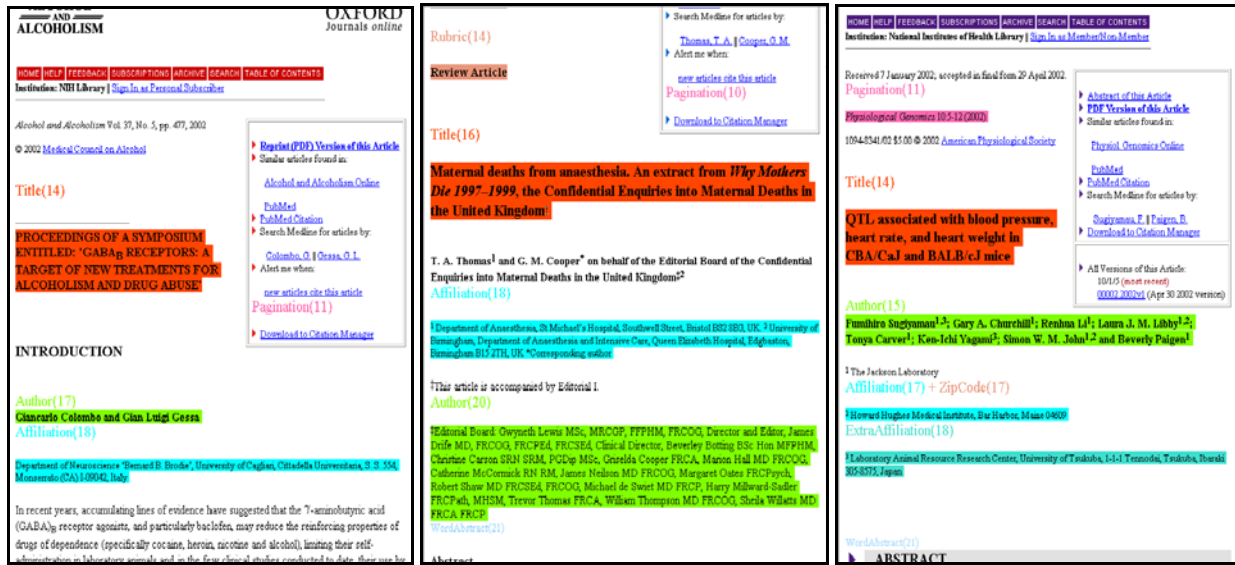 AND
ALCOHOLISM
OXFORD
Journals online
HOME HELP FEEDBACK SUBSCRIPTIONS ARCHIVE SEARCH TABLE OF CONTENTS
Institution: NIH Library | Sign In as Personal Subscriber
Alcohol and Alcoholism Vol. 37, No. 5, pp. 477, 2002
© 2002 Medical Council on Alcohol
Title(14)
PROCEEDINGS OF A SYMPOSIUM
ENTITLED: 'GABAB RECEPTORS: A
TARGET OF NEW TREATMENTS FOR
ALCOHOLISM AND DRUG ABUSE'
Reprint (PDF) Version of this Article
Similar articles found in:
Alcohol and Alcoholism Online
PubMed
PubMed Citation
Search Medline for articles by:
Colombo, G. || Gessa, G. L.
Alert me when:
new articles cite this article
Pagination(11)
Download to Citation Manager
INTRODUCTION
Author(17)
Giancarlo Colombo and Gian Luigi Gessa
Affiliation(18)
Department of Neuroscience 'Bernard B. Brodie', University of Cagliari, Cittadella Universitaria, S.S. 554,
Monserrato (CA) I-09042, Italy
In recent years, accumulating lines of evidence have suggested that the γ-aminobutyric acid
(GABA)B receptor agonists, and particularly baclofen, may reduce the reinforcing properties of
drugs of dependence (specifically cocaine, heroin, nicotine and alcohol), limiting their self-
administration in laboratory animals and in the few clinical studies conducted to date, their use by
Rubric(14)
Review Article
Search Medline for articles by:
Thomas, T. A. || Cooper, G. M.
Alert me when:
new articles cite this article
Pagination(10)
Download to Citation Manager
Title(16)
Maternal deaths from anaesthesia. An extract from Why Mothers
Die 1997–1999, the Confidential Enquiries into Maternal Deaths in
the United Kingdom‡
T. A. Thomas1 and G. M. Cooper* on behalf of the Editorial Board of the Confidential
Enquiries into Maternal Deaths in the United Kingdom‡2
Affiliation(18)
1 Department of Anaesthesia, St Michael's Hospital, Southwell Street, Bristol BS2 8EG, UK. 2 University of
Birmingham, Department of Anaesthesia and Intensive Care, Queen Elizabeth Hospital, Edgbaston,
Birmingham B15 2TH, UK *Corresponding author
‡This article is accompanied by Editorial I.
Author(20)
‡Editorial Board: Gwyneth Lewis MSc, MRCGP, FFPHM, FRCOG, Director and Editor, James
Drife MD, FRCOG, FRCPEd, FRCSEd, Clinical Director, Beverley Botting BSc Hon MFPHM,
Christine Carson SRN SRM, PGDip MSc, Griselda Cooper FRCA, Marion Hall MD FRCOG,
Catherine McCormick RN RM, James Neilson MD FRCOG, Margaret Oates FRCPsych,
Robert Shaw MD FRCSEd, FRCOG, Michael de Swiet MD FRCP, Harry Millward-Sadler
FRCPath, MHSM, Trevor Thomas FRCA, William Thompson MD FRCOG, Sheila Willatts MD
FRCA FRCP
WordAbstract(21)
Abstract
HOME HELP FEEDBACK SUBSCRIPTIONS ARCHIVE SEARCH TABLE OF CONTENTS
Institution: National Institutes of Health Library | Sign In as Member/Non-Member
Received 7 January 2002; accepted in final form 29 April 2002.
Pagination(11)
Physiological Genomics 10:5-12 (2002)
1094-8341/02 $5.00 © 2002 American Physiological Society
Title(14)
QTL associated with blood pressure,
heart rate, and heart weight in
CBA/CaJ and BALB/cJ mice
Abstract of this Article
PDF Version of this Article
Similar articles found in:
Physiol. Genomics Online
PubMed
PubMed Citation
Search Medline for articles by:
Sugiyama, F. || Paigen, B.
Download to Citation Manager
All Versions of this Article:
10/1/5 (most recent)
00002.2002v1 (Apr 30 2002 version)
Author(15)
Fumihiro Sugiyama1,3; Gary A. Churchill1; Renhua Li1; Laura J. M. Libby1,2;
Tonya Carver1; Ken-Ichi Yagami3; Simon W. M. John1,2 and Beverly Paigen1
1 The Jackson Laboratory
Affiliation(17) + ZipCode(17)
2 Howard Hughes Medical Institute, Bar Harbor, Maine 04609
ExtraAffiliation(18)
3 Laboratory Animal Resource Research Center, University of Tsukuba, 1-1-1 Tennodai, Tsukuba, Ibaraki
305-8575, Japan
WordAbstract(21)
ABSTRACT